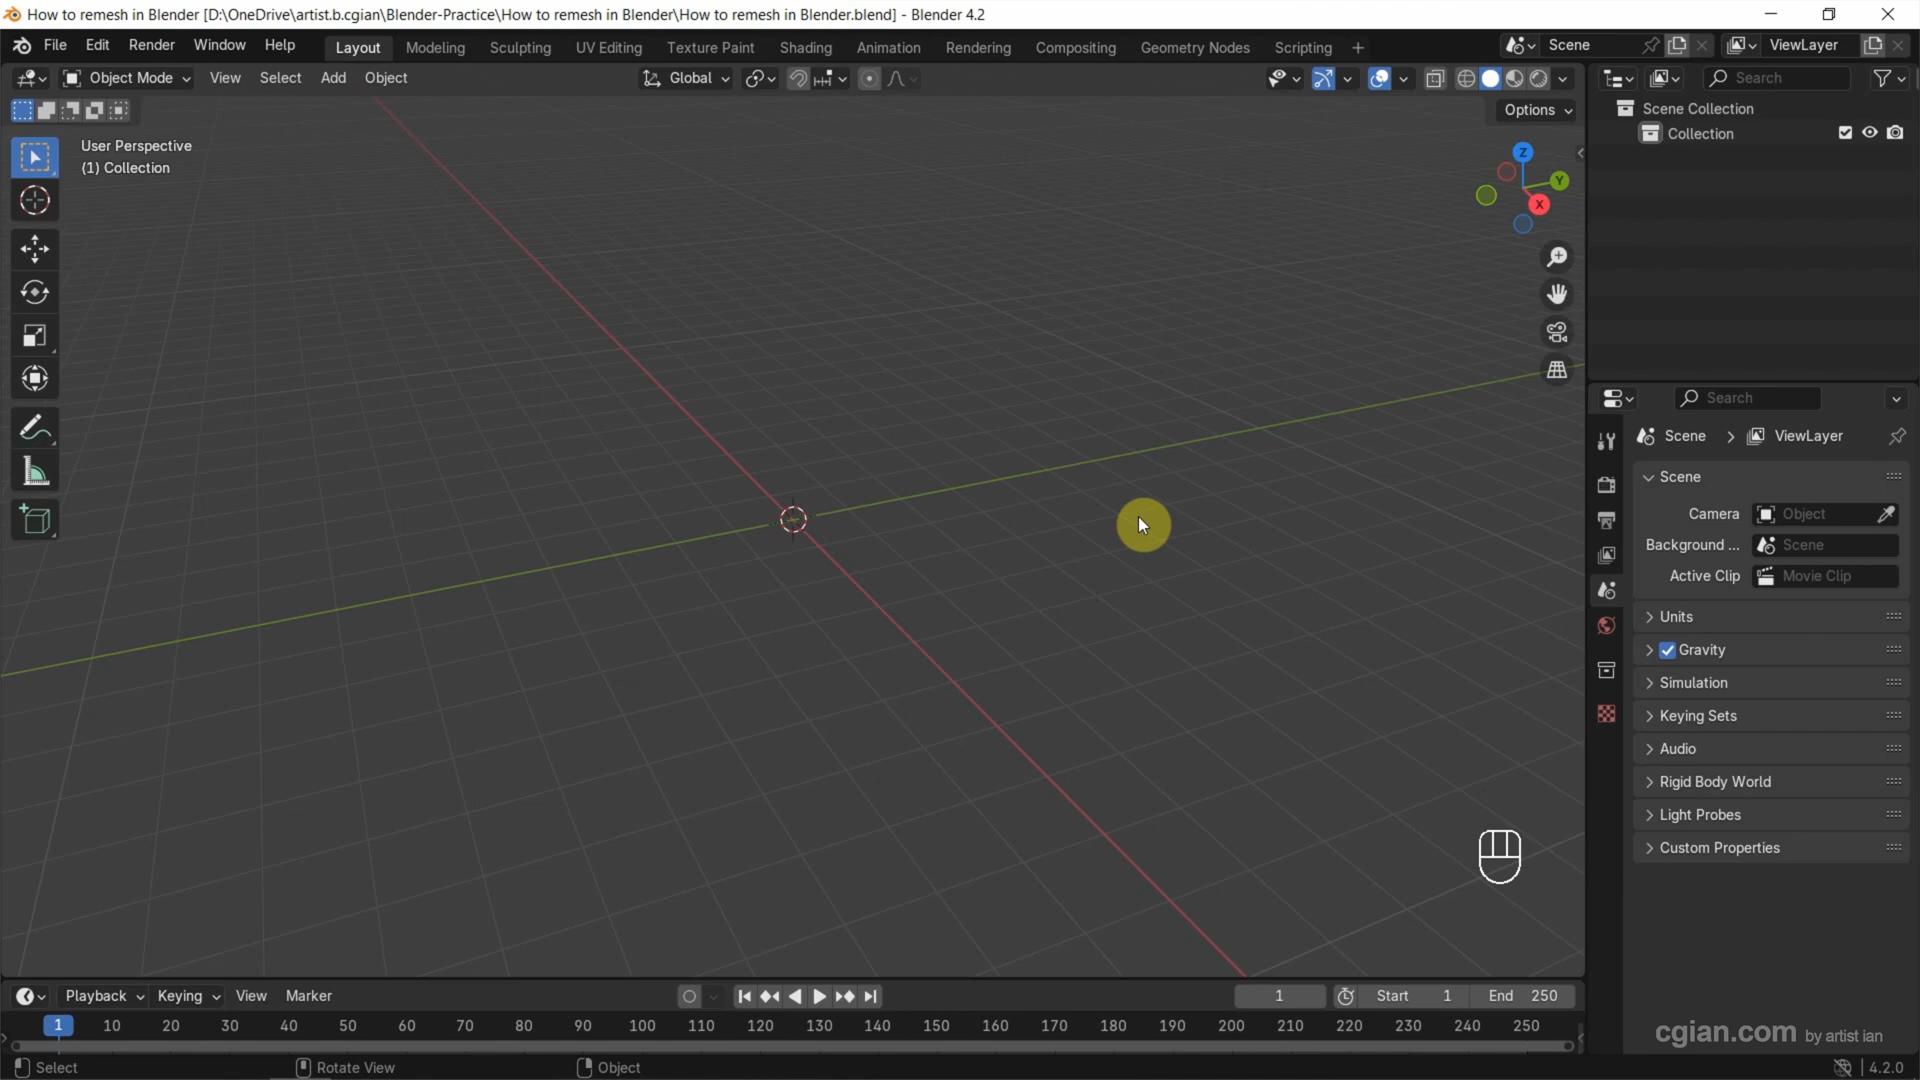 How to remesh in Blender [D:\OneDrive\artist.b.cgian\Blender-Practice\How to remesh in Blender\How to remesh in Blender.blend] - Blender 4.2
File Edit Render Window Help Layout Modeling Sculpting UV Editing Texture Paint Shading Animation Rendering Compositing Geometry Nodes Scripting + Scene ViewLayer
Object Mode View Select Add Object Global Search
Options
Scene Collection
Collection
User Perspective
(1) Collection
Z
Y
X
Search
Scene > ViewLayer
Scene
Camera Object
Background ... Scene
Active Clip Movie Clip
Units
Gravity
Simulation
Keying Sets
Audio
Rigid Body World
Light Probes
Custom Properties
Playback Keying View Marker 1 Start 1 End 250
1 10 20 30 40 50 60 70 80 90 100 110 120 130 140 150 160 170 180 190 200 210 220 230 240 250
cgian.com by artist ian
Select Rotate View Object 4.2.0